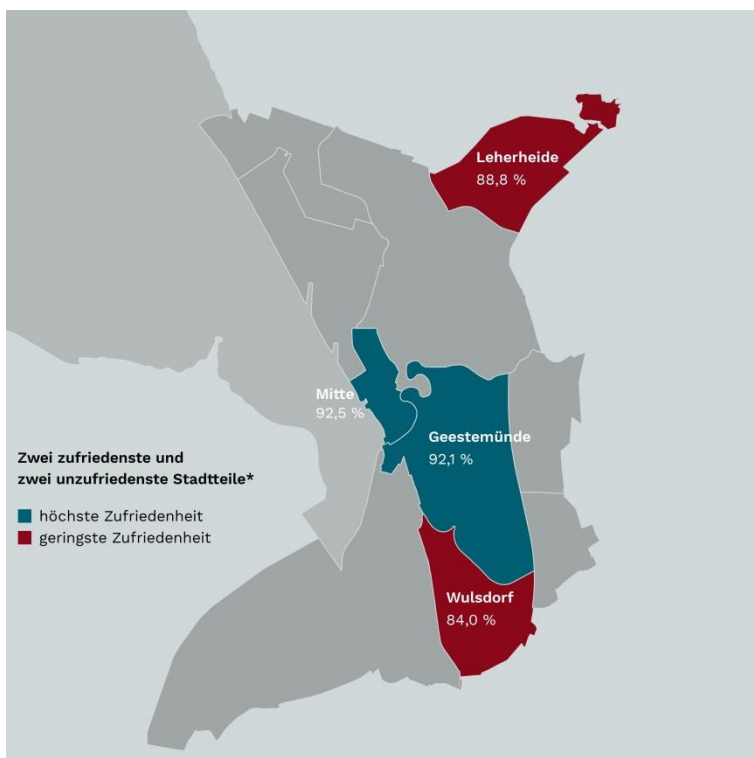 Leherheide
88,8 %
Mitte
92,5 %
Geestemünde
92,1 %
Zwei zufriedenste und
zwei unzufriedenste Stadtteile*
höchste Zufriedenheit
geringste Zufriedenheit
Wulsdorf
84,0 %